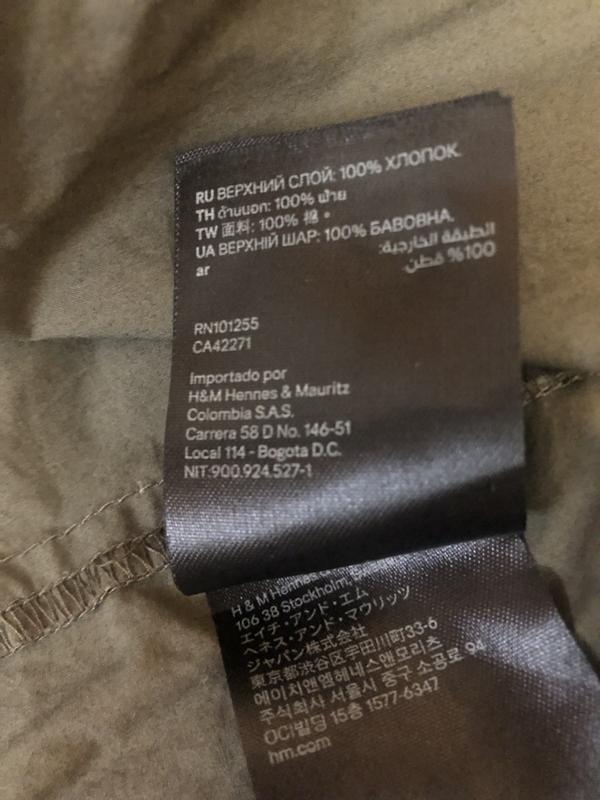 RU ВЕРХНИЙ СЛОЙ: 100% ХЛОПОК.
TH ด้านนอก: 100% ฝ้าย
TW 面料: 100% 棉。
UA ВЕРХНІЙ ШАР: 100% БАВОВНА.
ar الطبقة الخارجية:
100% قطن.
RN101255
CA42271
Importado por
H&M Hennes & Mauritz
Colombia S.A.S.
Carrera 58 D No. 146-51
Local 114 - Bogota D.C.
NIT:900.924.527-1
H & M Hennes
106 38 Stockholm,
エイチ・アンド・エム
ヘネス・アンド・マウリッツ
ジャパン株式会社
東京都渋谷区宇田川町33-6
에이치앤엠헤네스앤모리츠
주식회사 서울시 중구 소공로 94
OCI빌딩 15층 1577-6347
hm.com